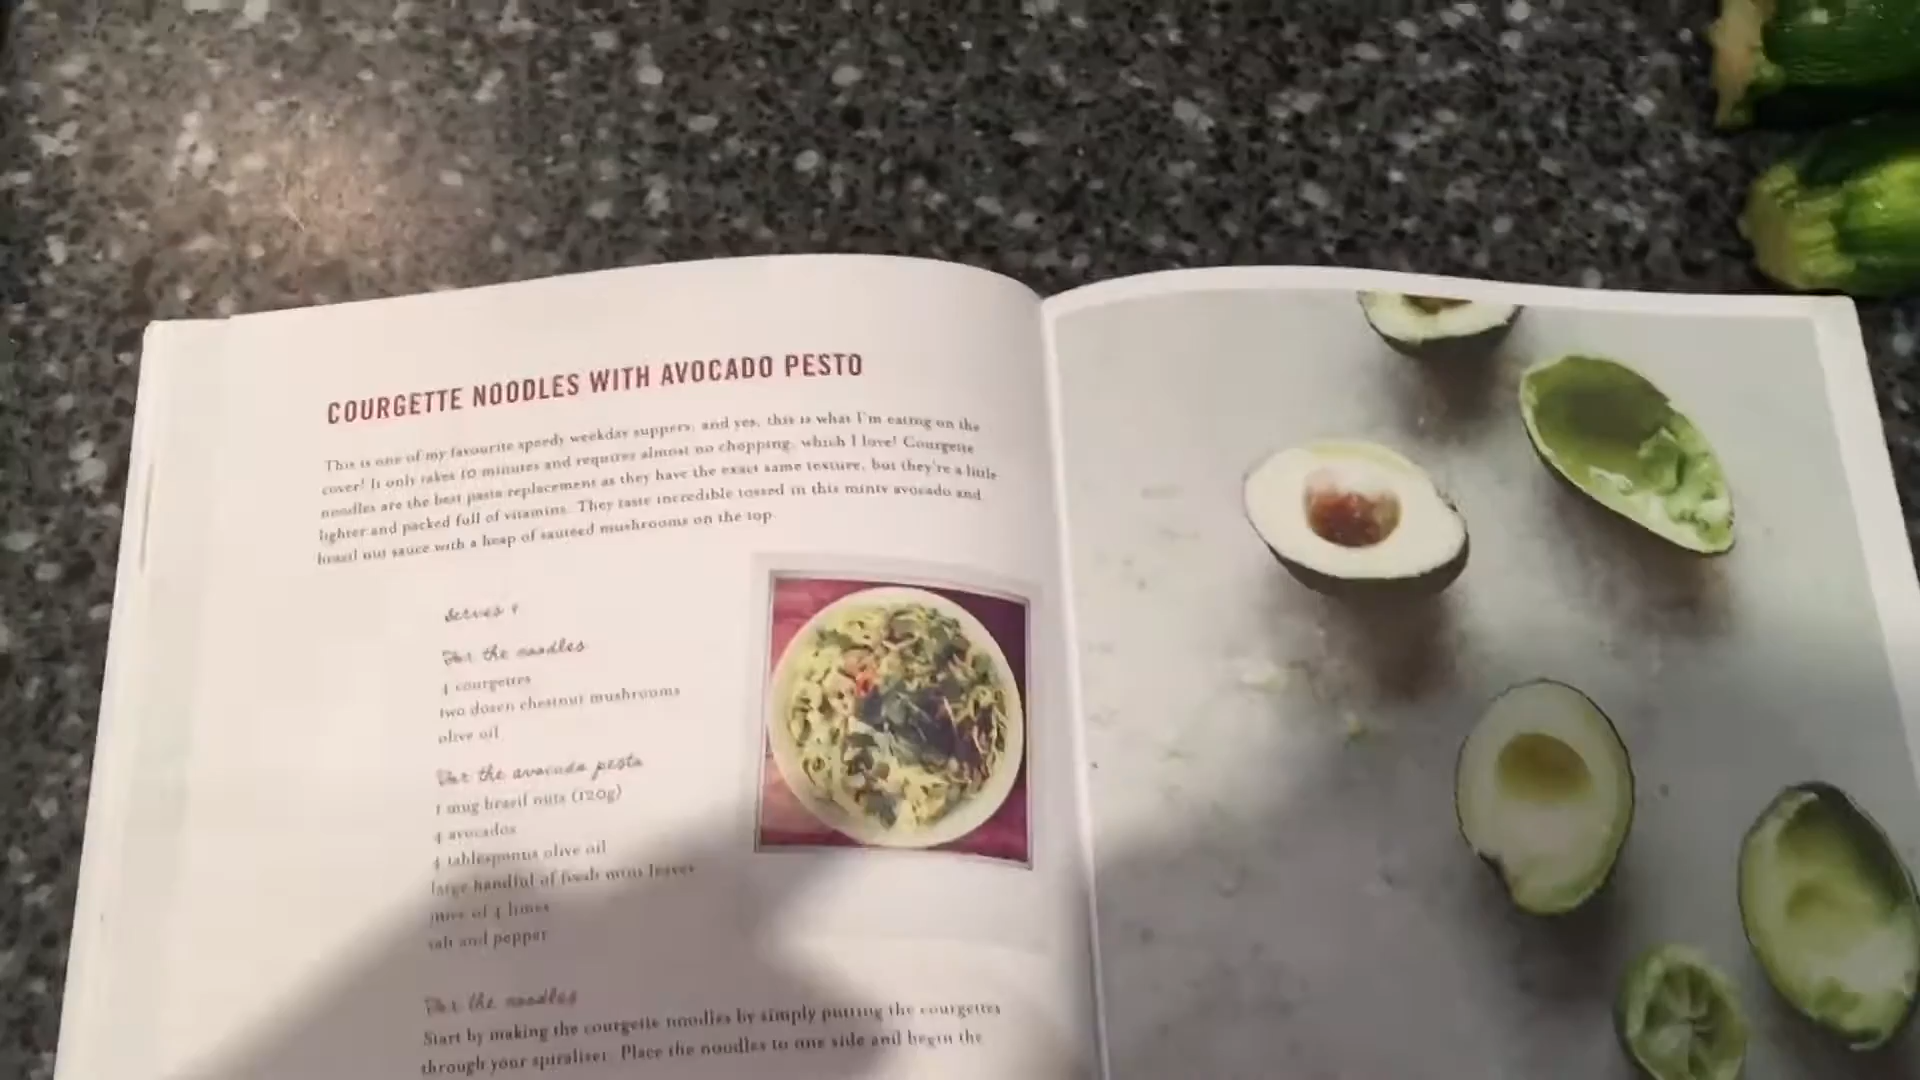 COURGETTE NOODLES WITH AVOCADO PESTO
This is one of my favourite speedy weekday suppers, and yes, this is what I'm eating on the
cover! It only takes 10 minutes and requires almost no chopping, which I love! Courgette
noodles are the best pasta replacement as they have the exact same texture, but they're a little
lighter and packed full of vitamins. They taste incredible tossed in this minty avocado and
brazil nut sauce with a heap of sautéed mushrooms on the top.
Serves 4
For the noodles
4 courgettes
two dozen chestnut mushrooms
olive oil
For the avocado pesto
1 mug brazil nuts (120g)
4 avocados
4 tablespoons olive oil
large handful of fresh mint leaves
juice of 4 limes
salt and pepper
For the noodles
Start by making the courgette noodles by simply putting the courgettes
through your spiraliser. Place the noodles to one side and begin the